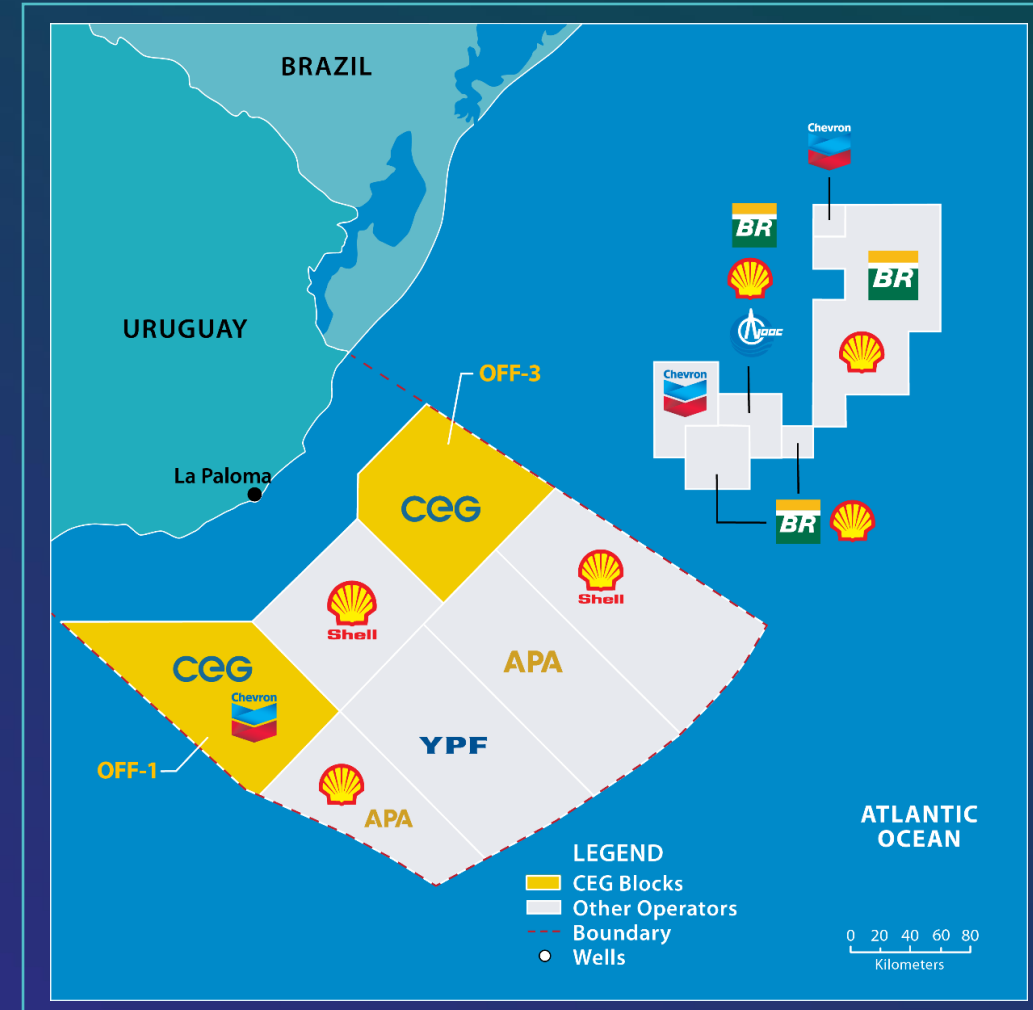 BRAZIL
Chevron
BR
BR
URUGUAY
OFF-3
Chevron
La Paloma
CEG
BR
Shell
Shell
CEG
APA
Chevron
YPF
OFF-1
APA
ATLANTIC
OCEAN
LEGEND
CEG Blocks
Other Operators
Boundary
Wells
0 20 40 60 80
Kilometers